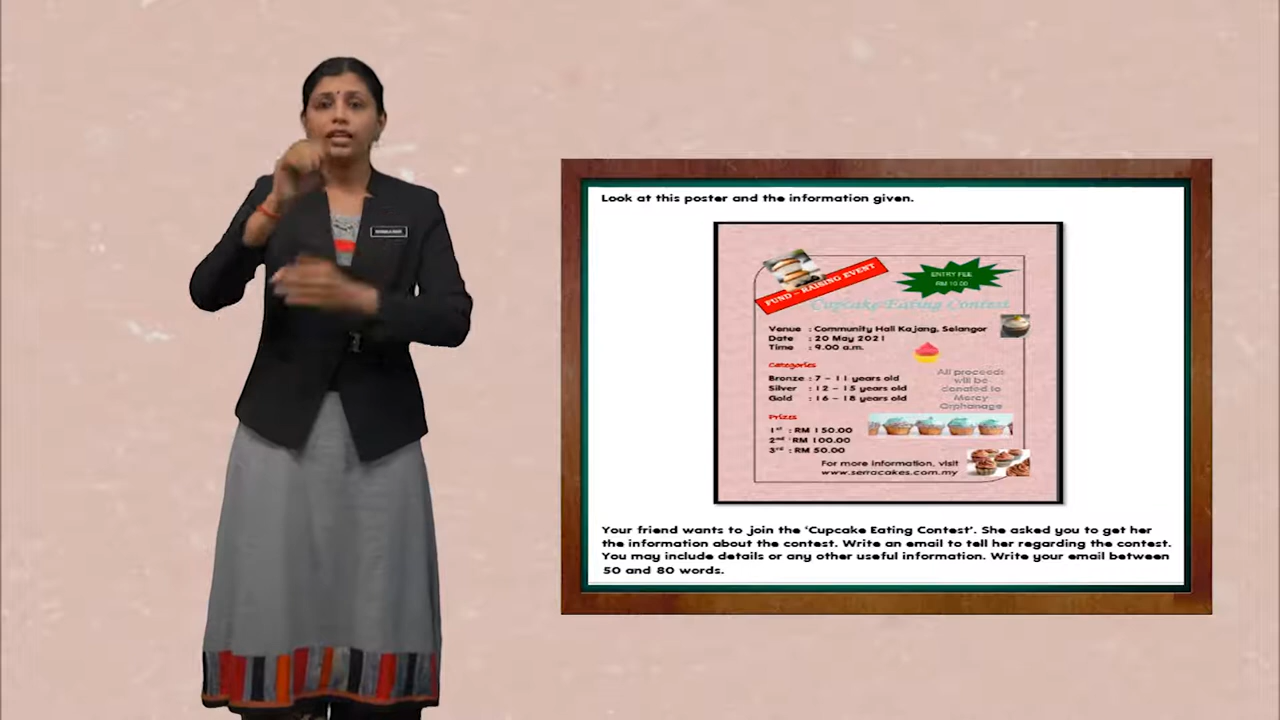 Look at this poster and the information given.
FUND - RAISING EVENT
ENTRY FEE
RM 10.00
Cupcake Eating Contest
Venue : Community Hall Kajang, Selangor
Date : 20 May 2021
Time : 9.00 a.m.
Categories
Bronze : 7 - 11 years old
Silver : 12 - 15 years old
Gold : 16 - 18 years old
All proceeds
will be
donated to
Mercy
Orphanage
Prizes
1st : RM 150.00
2nd : RM 100.00
3rd : RM 50.00
For more information, visit
www.serracakes.com.my
Your friend wants to join the 'Cupcake Eating Contest'. She asked you to get her
the information about the contest. Write an email to tell her regarding the contest.
You may include details or any other useful information. Write your email between
50 and 80 words.